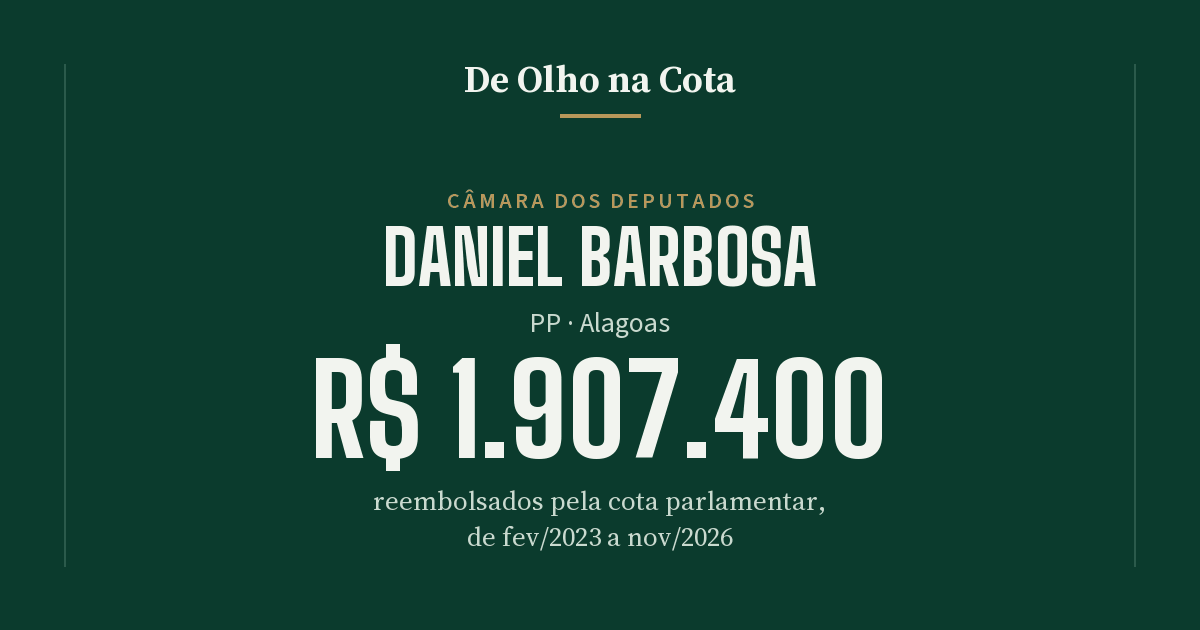 De Olho na Cota
CÂMARA DOS DEPUTADOS
DANIEL BARBOSA
PP · Alagoas
R$ 1.907.400
reembolsados pela cota parlamentar,
de fev/2023 a nov/2026